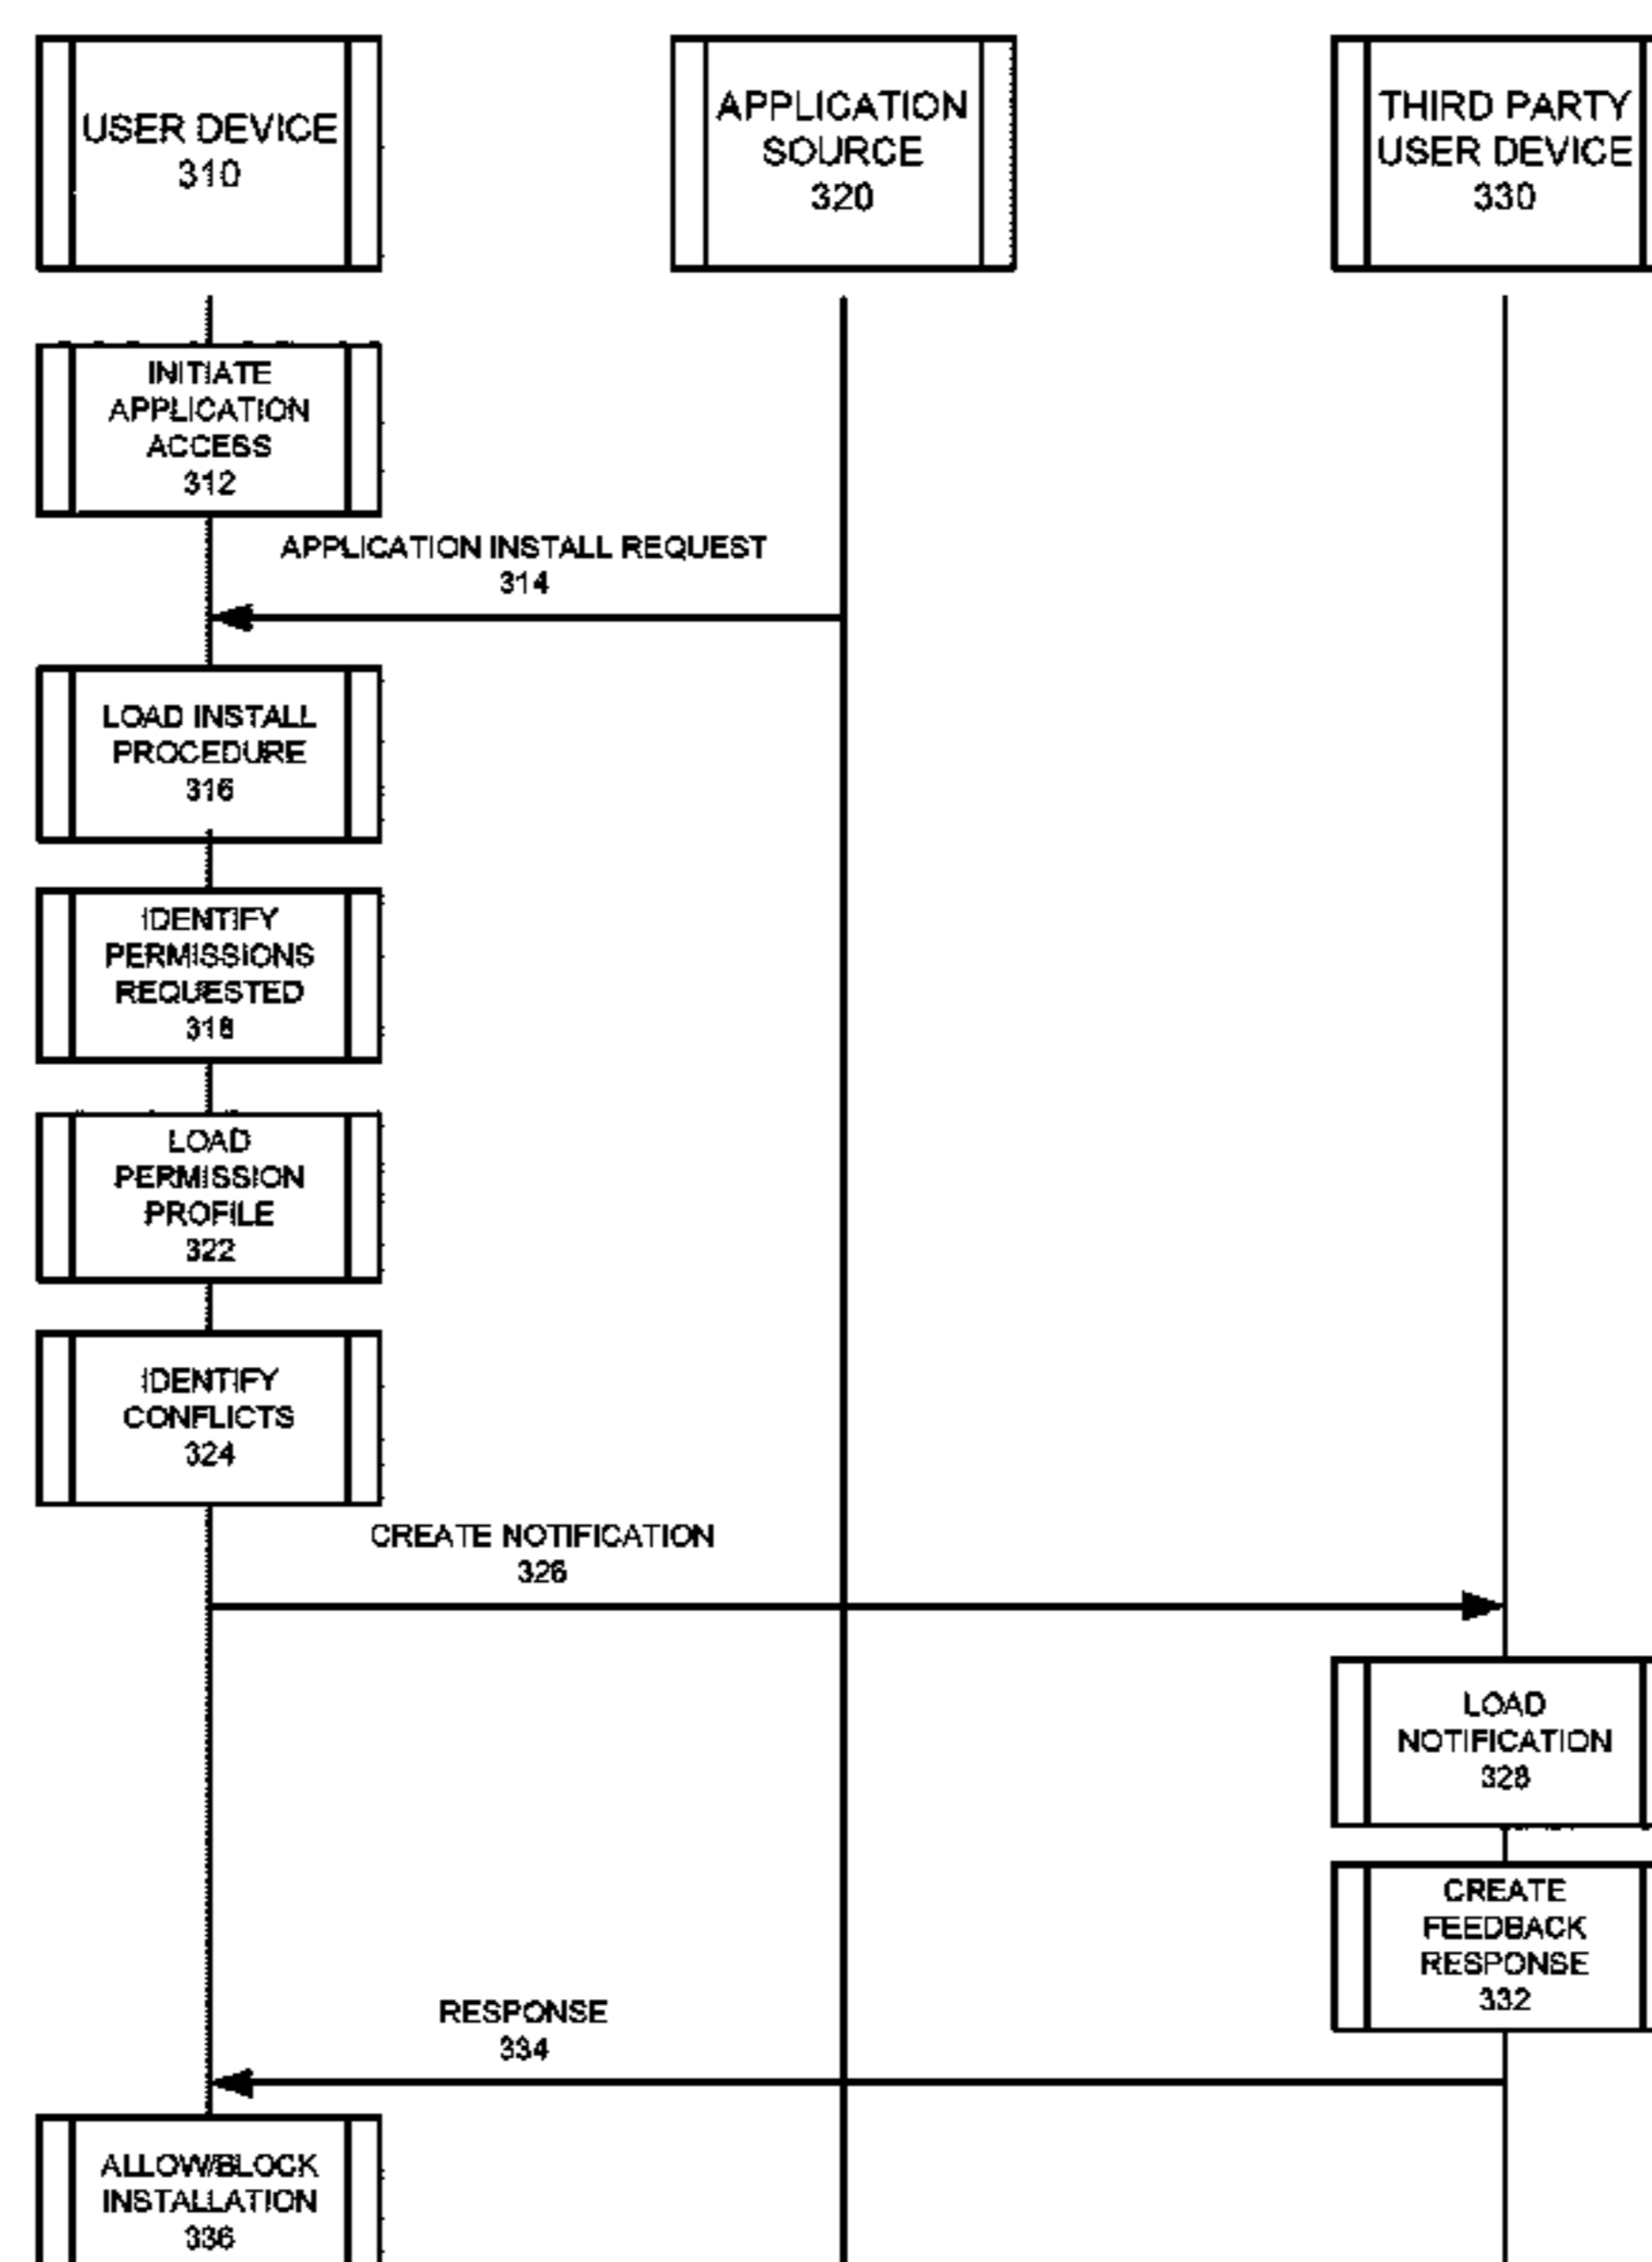 USER DEVICE
310
APPLICATION
SOURCE
320
THIRD PARTY
USER DEVICE
330
INITIATE
APPLICATION
ACCESS
312
APPLICATION INSTALL REQUEST
314
LOAD INSTALL
PROCEDURE
316
IDENTIFY
PERMISSIONS
REQUESTED
318
LOAD
PERMISSION
PROFILE
322
IDENTIFY
CONFLICTS
324
CREATE NOTIFICATION
326
LOAD
NOTIFICATION
328
CREATE
FEEDBACK
RESPONSE
332
RESPONSE
334
ALLOW/BLOCK
INSTALLATION
336